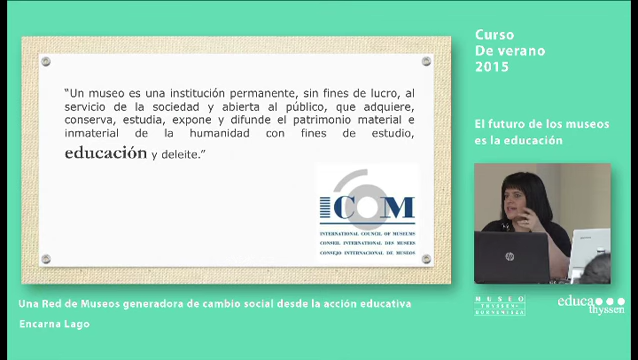 “Un museo es una institución permanente, sin fines de lucro, al
servicio de la sociedad y abierta al público, que adquiere,
conserva, estudia, expone y difunde el patrimonio material e
inmaterial de la humanidad con fines de estudio,
educación y deleite.”
ICOM
INTERNATIONAL COUNCIL OF MUSEUMS
CONSEIL INTERNATIONAL DES MUSEES
CONSEJO INTERNACIONAL DE MUSEOS
Una Red de Museos generadora de cambio social desde la acción educativa
Encarna Lago
Curso
De verano
2015
El futuro de los museos
es la educación
hp
MUSEO
THYSSEN-
BORNEMISZA
educa
thyssen